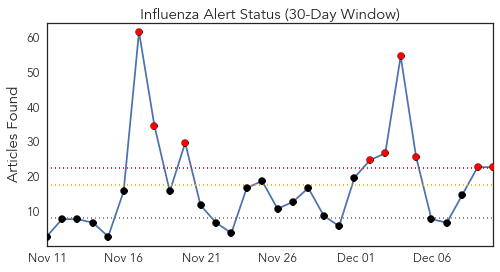 Influenza Alert Status (30-Day Window)
Articles Found
60
50
40
30
20
10
Nov 11
Nov 16
Nov 21
Nov 26
Dec 01
Dec 06